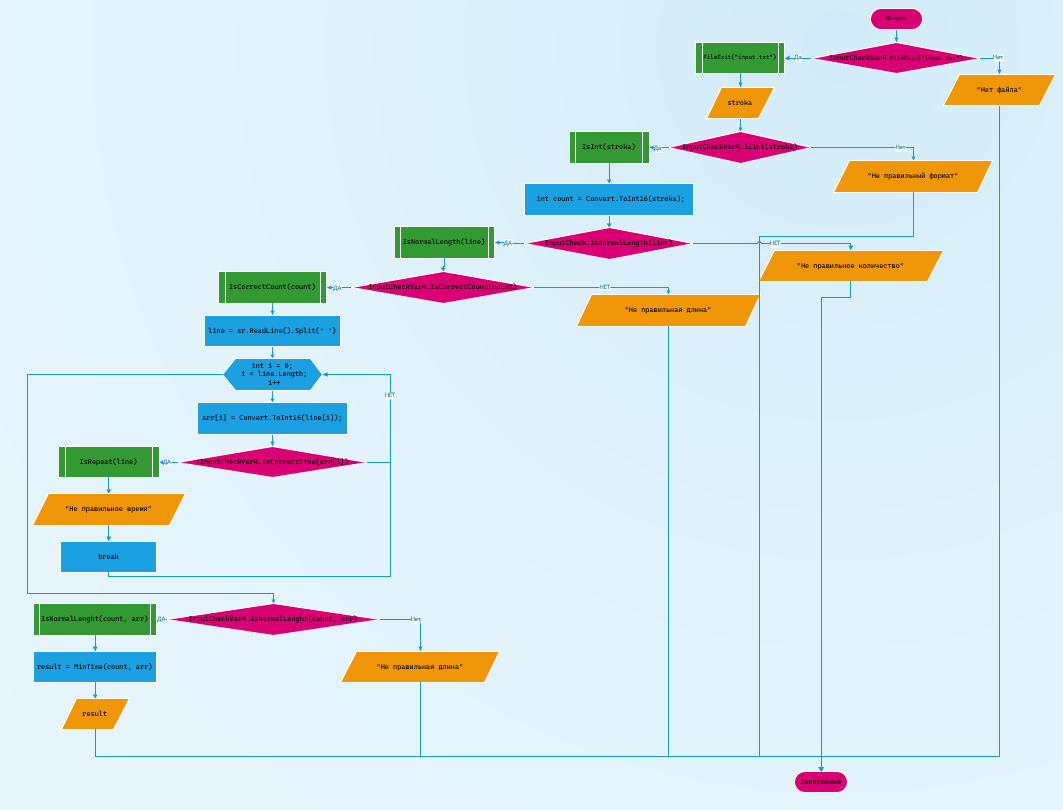 Начало
FileExit("input.txt")
Да
InputCheckVar4.FileExit("input.txt")
Нет
"Нет файла"
stroka
IsInt(stroka)
Да
InputCheckVar4.IsInt(stroka)
Нет
"Не правильный формат"
int count = Convert.ToInt16(stroka);
IsNormalLength(line)
ДА
InputCheck.IsNormalLength(line)
НЕТ
"Не правильное количество"
IsCorrectCount(count)
ДА
InputCheckVar4.IsCorrectCount(count)
НЕТ
"Не правильная длина"
line = sr.ReadLine().Split(' ')
int i = 0;
i < line.Length;
i++
НЕТ
arr[i] = Convert.ToInt16(line[i]);
IsRepeat(line)
ДА
!InputCheckVar4.IsCorrectTime(arr[i])
"Не правильное время"
break
IsNormalLenght(count, arr)
ДА
InputCheckVar4.IsNormalLenght(count, arr)
Нет
result = MinTime(count, arr)
"Не правильная длина"
result
Завершение